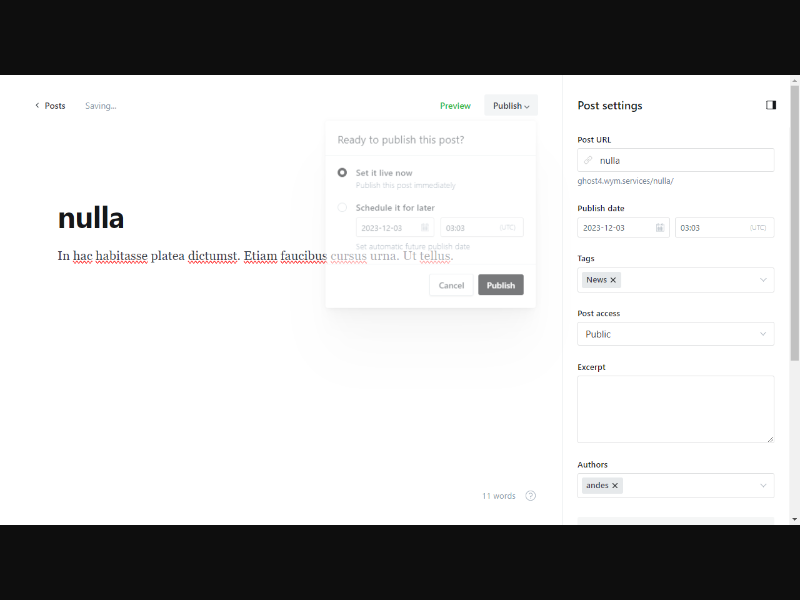 Posts
Saving...
Preview
Publish
Ready to publish this post?
Set it live now
Publish this post immediately
Schedule it for later
2023-12-03
03:03
(UTC)
Set automatic future publish date
Cancel
Publish
nulla
In hac habitasse platea dictumst. Etiam faucibus cursus urna. Ut tellus.
11 words
?
Post settings
Post URL
nulla
ghost4.wym.services/nulla/
Publish date
2023-12-03
03:03
(UTC)
Tags
News
Post access
Public
Excerpt
Authors
andes